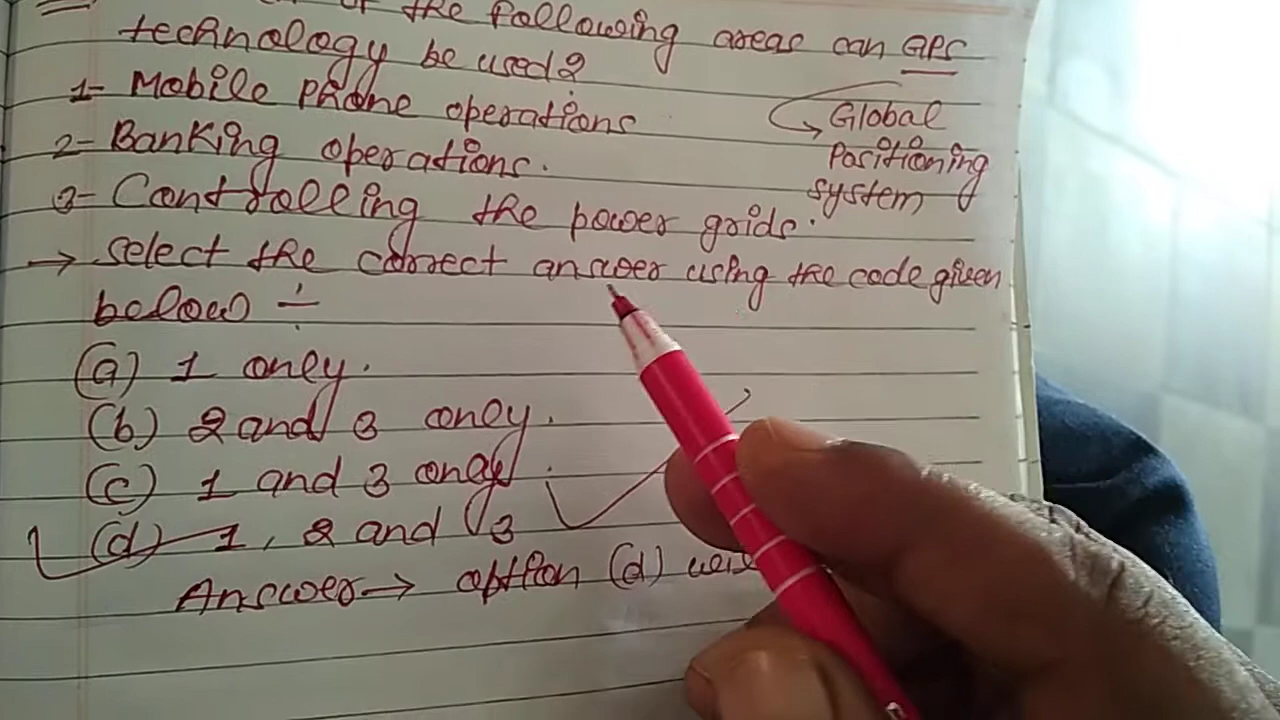 of the following areas can GPS
technology be used?
1- Mobile phone operations
Global
2- Banking operations.
Positioning
system
3- Controlling the power grids.
→ select the correct answer using the code given
below ÷
(a) 1 only.
(b) 2 and 3 only.
(c) 1 and 3 only.
(d) 1, 2 and 3
Answer → option (d) will